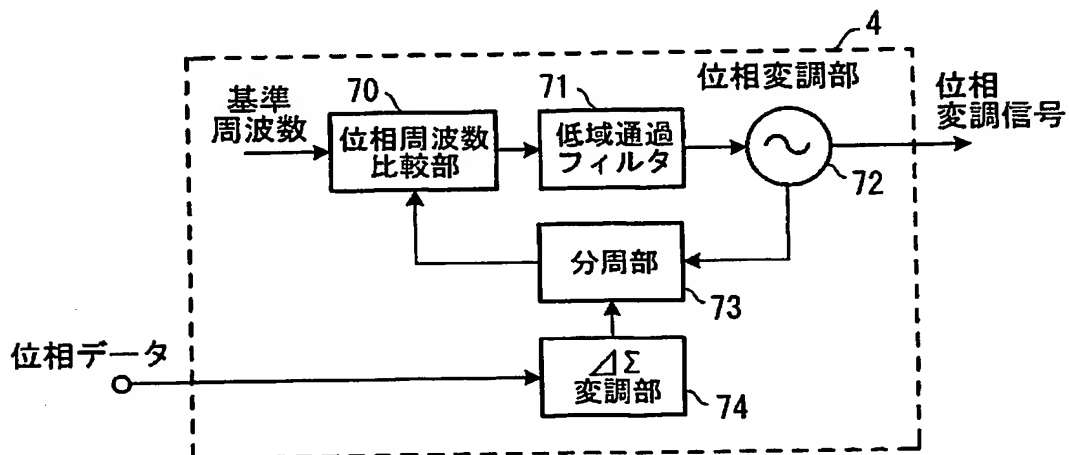 4
位相変調部
基準
周波数
70
位相周波数
比較部
71
低域通過
フィルタ
72
位相
変調信号
分周部
73
位相データ
⊿Σ
変調部
74